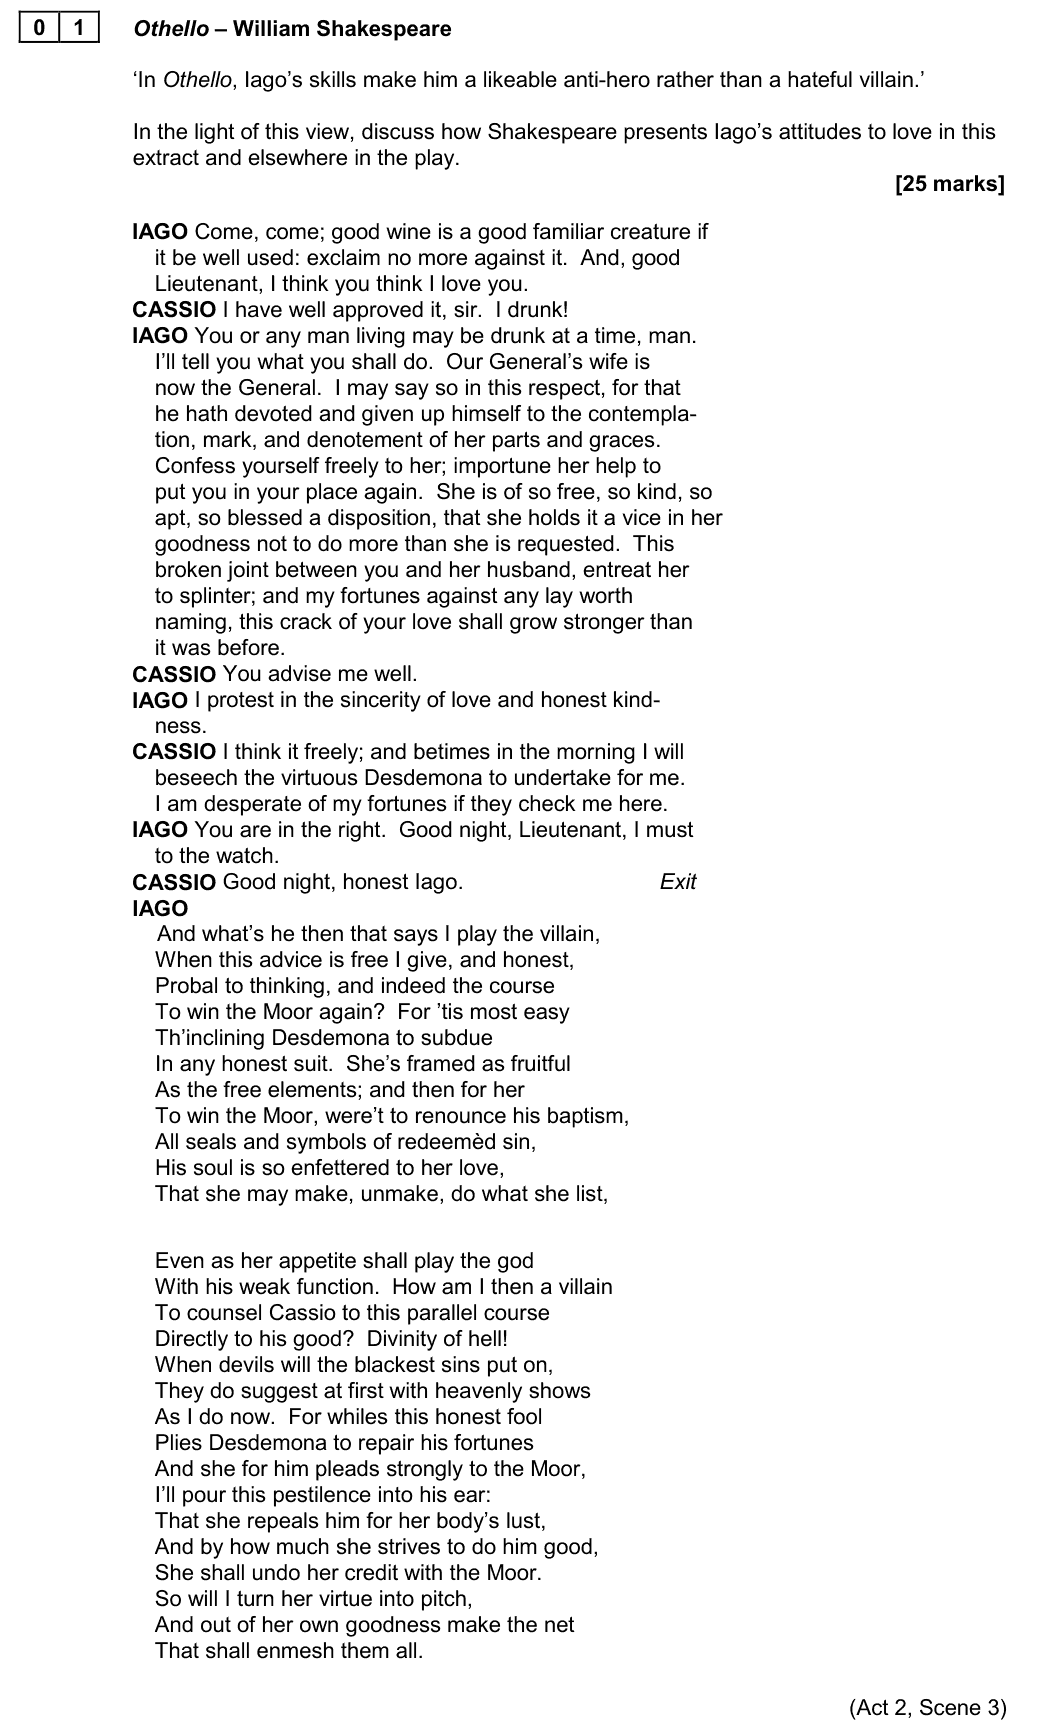 0 1 Othello – William Shakespeare
‘In Othello, Iago’s skills make him a likeable anti-hero rather than a hateful villain.’
In the light of this view, discuss how Shakespeare presents Iago’s attitudes to love in this
extract and elsewhere in the play.
[25 marks]
IAGO Come, come; good wine is a good familiar creature if
it be well used: exclaim no more against it. And, good
Lieutenant, I think you think I love you.
CASSIO I have well approved it, sir. I drunk!
IAGO You or any man living may be drunk at a time, man.
I’ll tell you what you shall do. Our General’s wife is
now the General. I may say so in this respect, for that
he hath devoted and given up himself to the contempla-
tion, mark, and denotement of her parts and graces.
Confess yourself freely to her; importune her help to
put you in your place again. She is of so free, so kind, so
apt, so blessed a disposition, that she holds it a vice in her
goodness not to do more than she is requested. This
broken joint between you and her husband, entreat her
to splinter; and my fortunes against any lay worth
naming, this crack of your love shall grow stronger than
it was before.
CASSIO You advise me well.
IAGO I protest in the sincerity of love and honest kind-
ness.
CASSIO I think it freely; and betimes in the morning I will
beseech the virtuous Desdemona to undertake for me.
I am desperate of my fortunes if they check me here.
IAGO You are in the right. Good night, Lieutenant, I must
to the watch.
CASSIO Good night, honest Iago. Exit
IAGO
And what’s he then that says I play the villain,
When this advice is free I give, and honest,
Probal to thinking, and indeed the course
To win the Moor again? For ’tis most easy
Th’inclining Desdemona to subdue
In any honest suit. She’s framed as fruitful
As the free elements; and then for her
To win the Moor, were’t to renounce his baptism,
All seals and symbols of redeemèd sin,
His soul is so enfettered to her love,
That she may make, unmake, do what she list,
Even as her appetite shall play the god
With his weak function. How am I then a villain
To counsel Cassio to this parallel course
Directly to his good? Divinity of hell!
When devils will the blackest sins put on,
They do suggest at first with heavenly shows
As I do now. For whiles this honest fool
Plies Desdemona to repair his fortunes
And she for him pleads strongly to the Moor,
I’ll pour this pestilence into his ear:
That she repeals him for her body’s lust,
And by how much she strives to do him good,
She shall undo her credit with the Moor.
So will I turn her virtue into pitch,
And out of her own goodness make the net
That shall enmesh them all.
(Act 2, Scene 3)